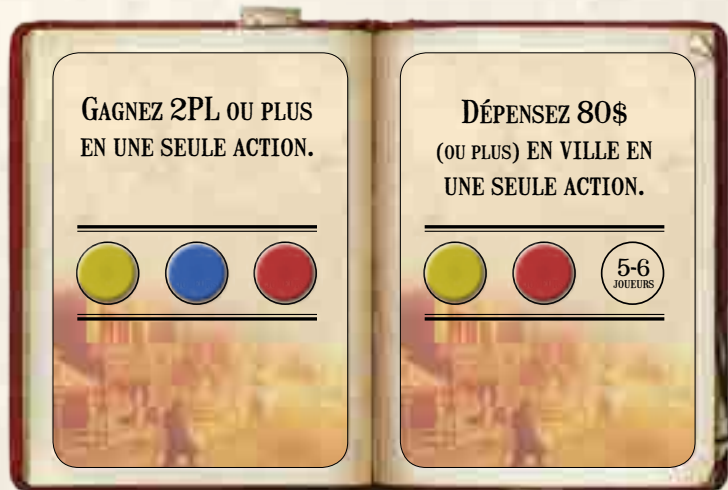 GAGNEZ 2PL OU PLUS
EN UNE SEULE ACTION.
DÉPENSEZ 80$
(OU PLUS) EN VILLE EN
UNE SEULE ACTION.
5-6
JOUEURS